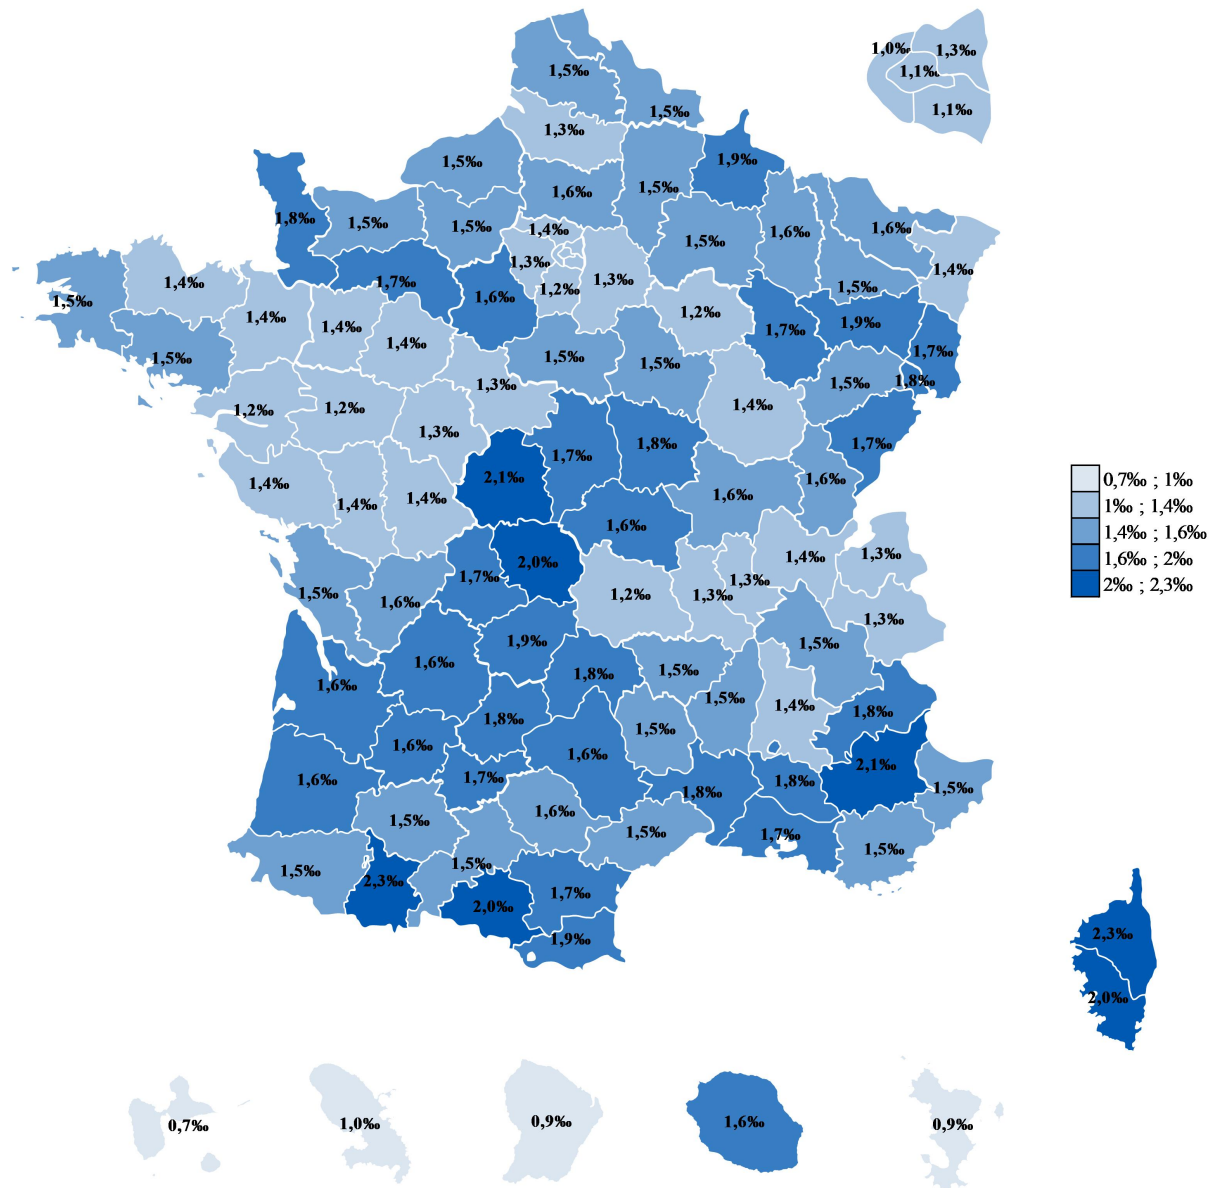 1,0‰ 1,3‰
1,5‰ 1,1‰
1,5‰ 1,1‰
1,3‰
1,5‰ 1,9‰
1,6‰ 1,5‰
1,8‰ 1,5‰ 1,5‰ 1,4‰ 1,5‰ 1,6‰ 1,6‰
1,3‰ 1,4‰
1,4‰ 1,7‰ 1,2‰ 1,3‰ 1,5‰
1,5‰ 1,6‰
1,4‰ 1,4‰ 1,2‰ 1,7‰ 1,9‰
1,5‰ 1,4‰ 1,5‰ 1,5‰ 1,7‰
1,3‰ 1,5‰ 1,8‰
1,2‰ 1,2‰ 1,4‰
1,3‰ 1,7‰ 1,8‰ 1,7‰
1,4‰ 1,4‰ 1,4‰ 2,1‰ 1,6‰ 1,6‰
0,7‰ ; 1‰
1‰ ; 1,4‰
1,4‰ ; 1,6‰
1,6‰ ; 2‰
2‰ ; 2,3‰
1,6‰
1,7‰ 2,0‰ 1,4‰ 1,3‰
1,5‰ 1,6‰ 1,2‰ 1,3‰ 1,3‰
1,9‰ 1,5‰ 1,3‰
1,6‰ 1,6‰ 1,8‰ 1,5‰
1,8‰ 1,5‰ 1,4‰ 1,8‰
1,6‰ 1,6‰ 1,5‰
1,6‰ 1,7‰ 1,8‰ 1,8‰ 2,1‰ 1,5‰
1,5‰ 1,6‰ 1,5‰ 1,7‰
1,5‰ 1,5‰ 1,5‰
2,3‰ 1,7‰
2,0‰
1,9‰ 2,3‰
2,0‰
0,7‰ 1,0‰ 0,9‰ 1,6‰ 0,9‰